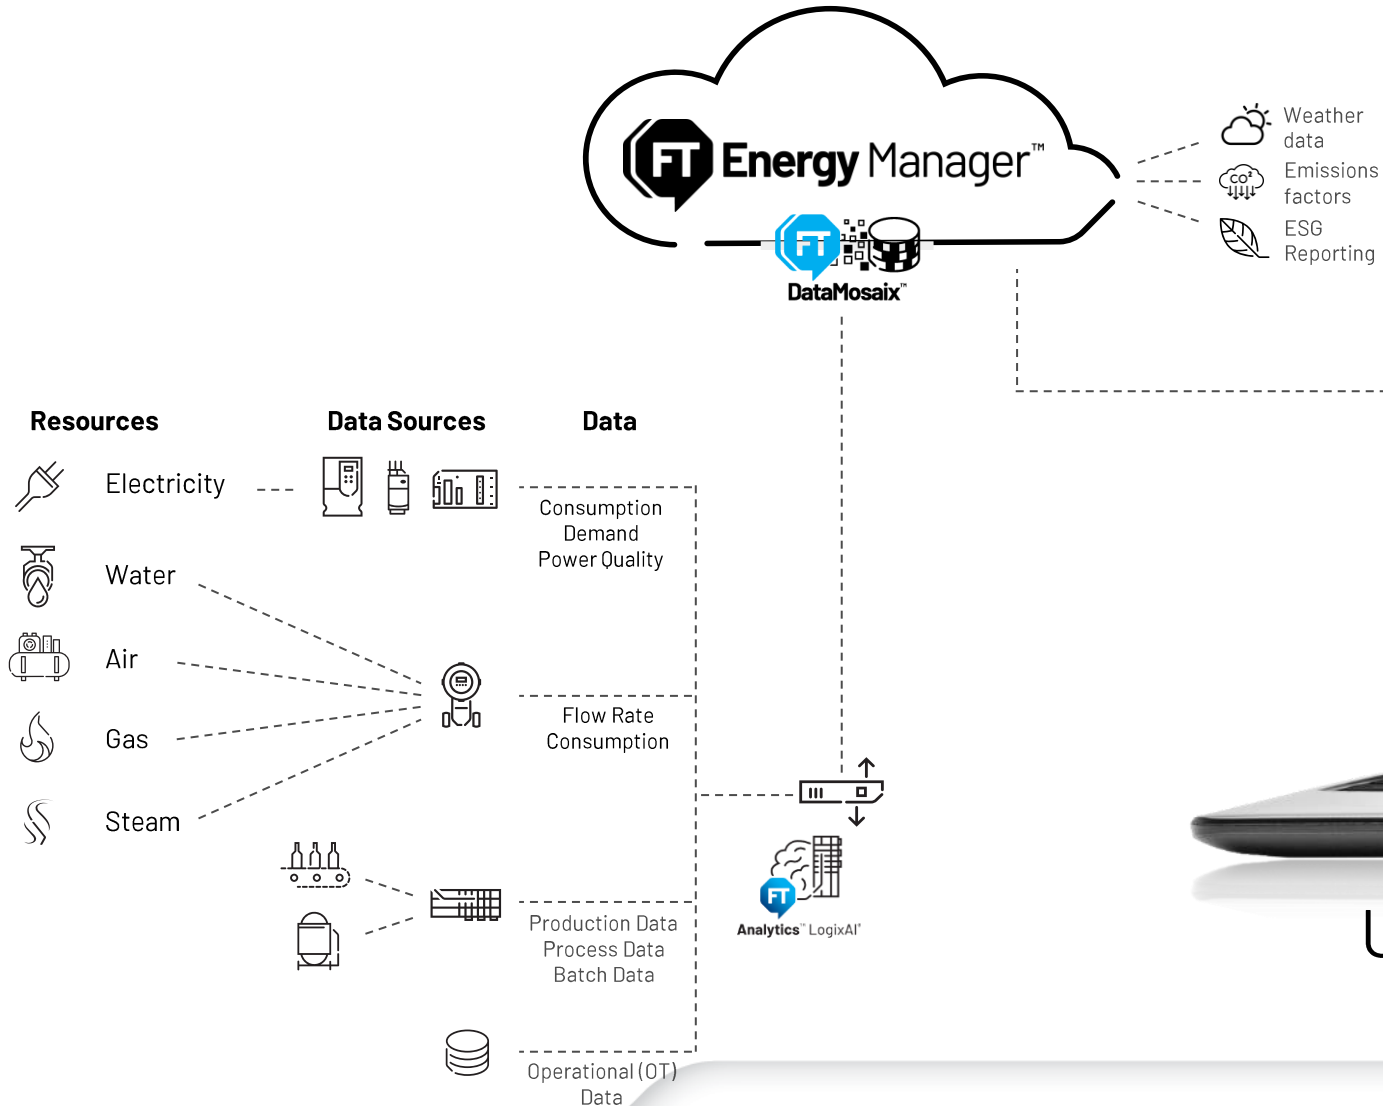 FT Energy Manager™
Weather
data
CO²
Emissions
factors
ESG
Reporting
FT
DataMosaix™
Resources
Data Sources
Data
Electricity
Consumption
Demand
Power Quality
Water
Air
Flow Rate
Consumption
Gas
Steam
FT
Analytics™ LogixAI®
Production Data
Process Data
Batch Data
Operational (OT)
Data